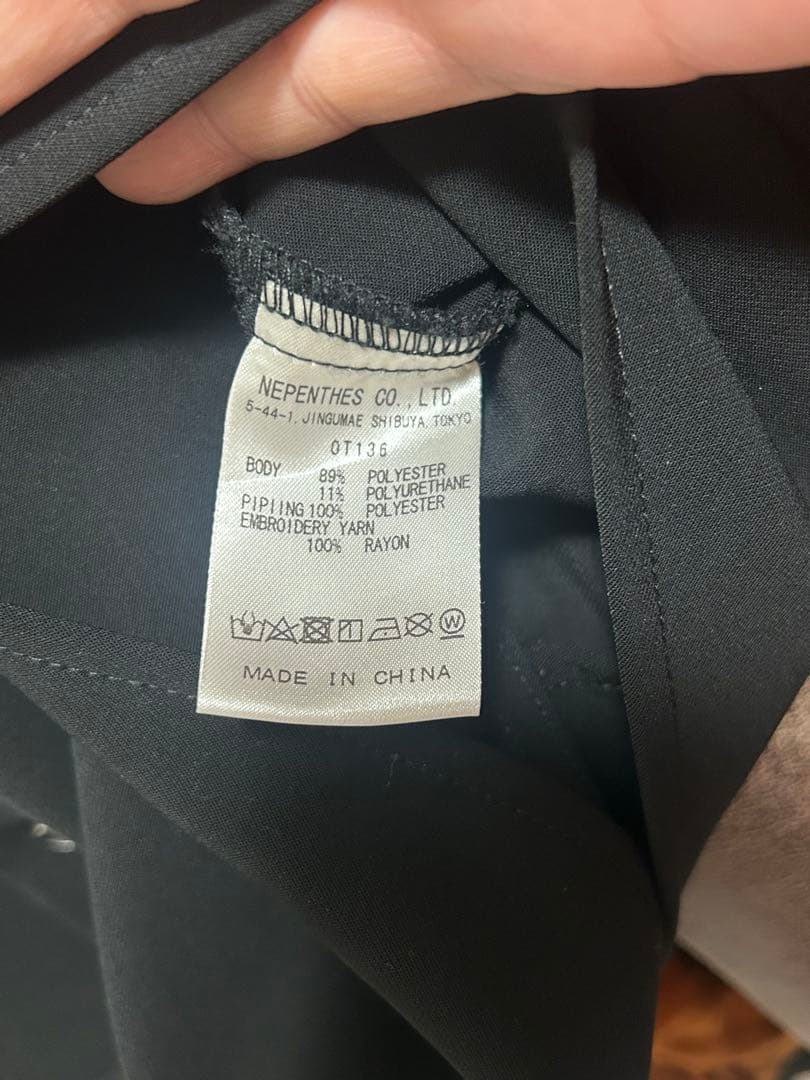 NEPENTHES CO.,LTD.
5-44-1, JINGUMAE SHIBUYA TOKYO
OT136
BODY 89% POLYESTER
11% POLYURETHANE
PIPIING 100% POLYESTER
EMBROIDERY YARN
100% RAYON
W
MADE IN CHINA